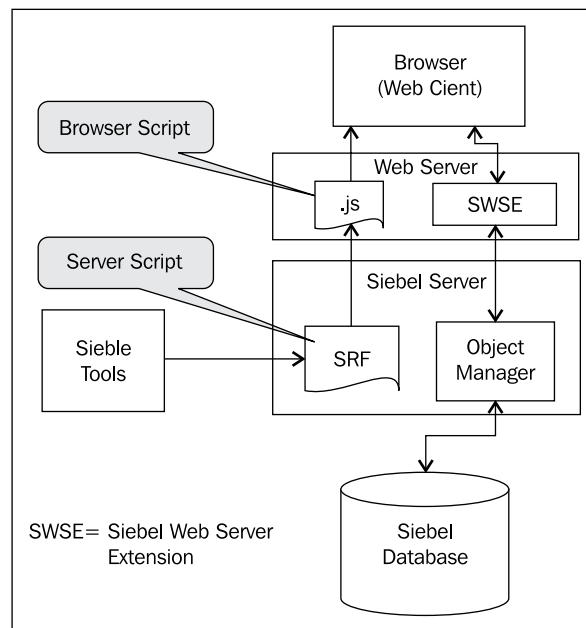 Browser
(Web Cient)
Browser Script
Web Server
.js
SWSE
Server Script
Siebel Server
Sieble
Tools
SRF
Object
Manager
SWSE= Siebel Web Server
Extension
Siebel
Database